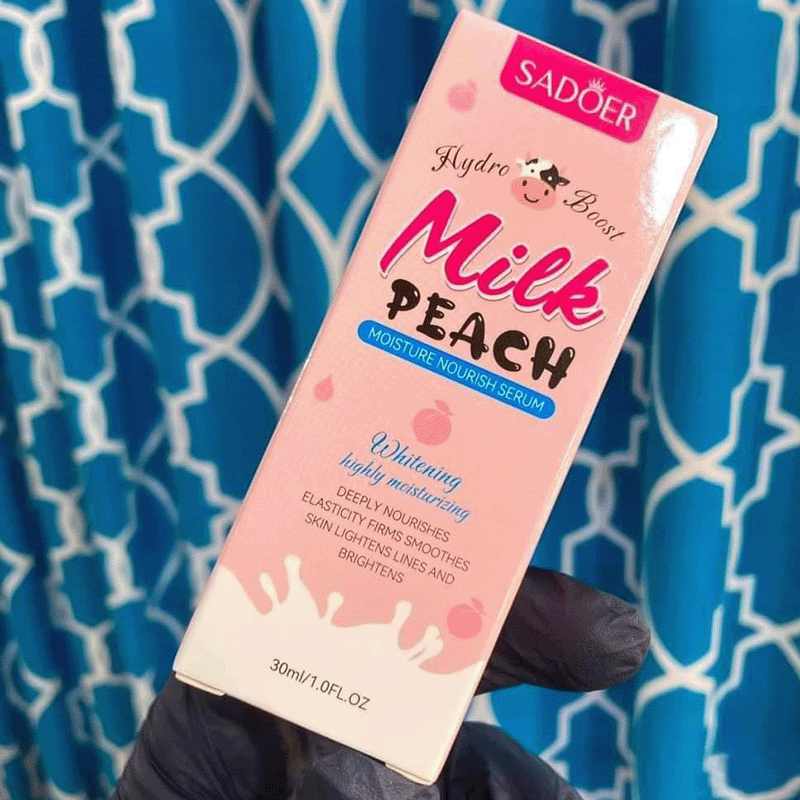 SADOER
Hydro Boost
Milk
PEACH
MOISTURE NOURISH SERUM
Whitening
highly moisturizing
DEEPLY NOURISHES
ELASTICITY FIRMS SMOOTHES
SKIN LIGHTENS LINES AND
BRIGHTENS
30ml/1.0FL.OZ